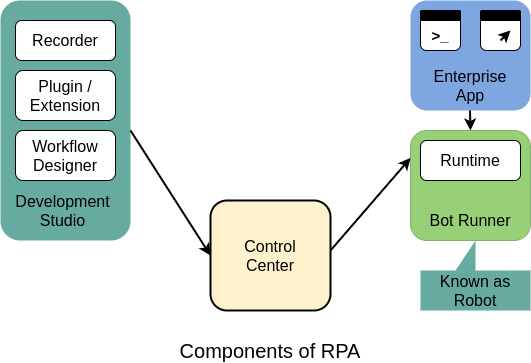 Recorder
Plugin /
Extension
Workflow
Designer
Development
Studio
Control
Center
>_
Enterprise
App
Runtime
Bot Runner
Known as
Robot
Components of RPA